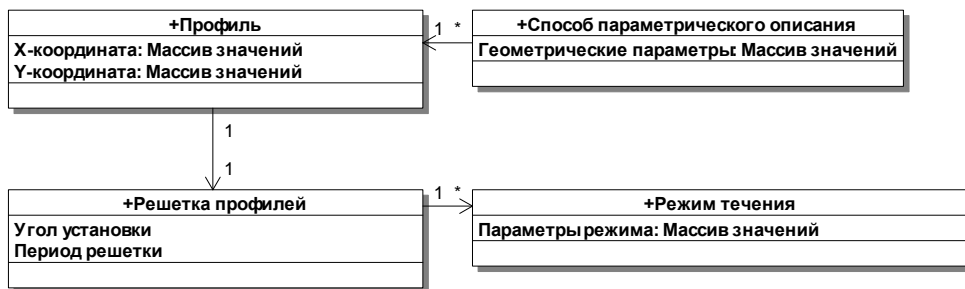 +Профиль
X-координата: Массив значений
Y-координата: Массив значений
1 *
+Способ параметрического описания
Геометрические параметры: Массив значений
1
1
+Решетка профилей
Угол установки
Период решетки
1 *
+Режим течения
Параметры режима: Массив значений